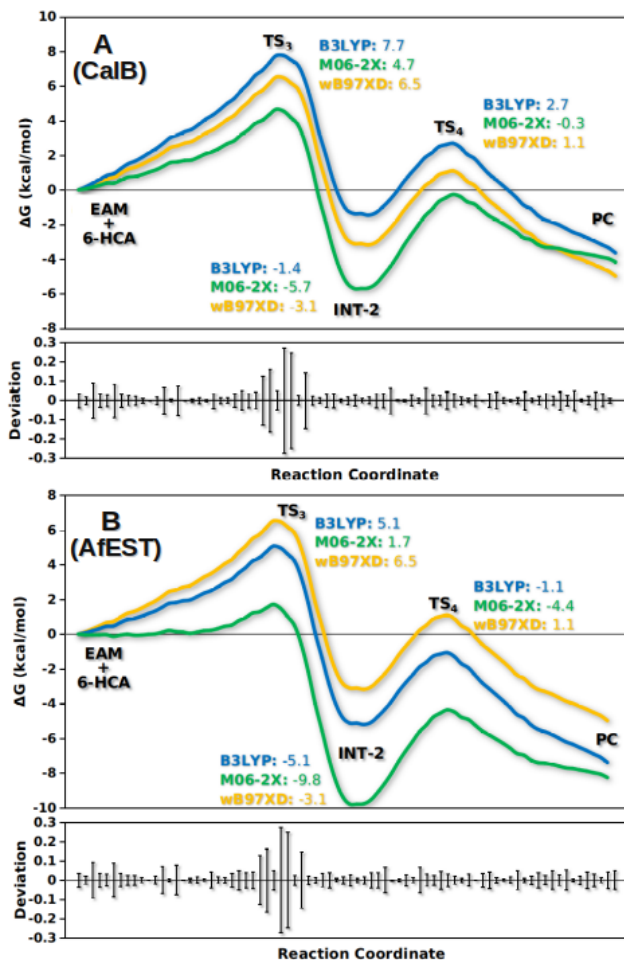 A
(CalB)
TS3
B3LYP: 7.7
M06-2X: 4.7
wB97XD: 6.5
TS4
B3LYP: 2.7
M06-2X: -0.3
wB97XD: 1.1
EAM
+
6-HCA
PC
B3LYP: -1.4
M06-2X: -5.7
wB97XD: -3.1
INT-2
ΔG (kcal/mol)
10
8
6
4
2
0
-2
-4
-6
-8
Deviation
0.3
0.2
0.1
0
-0.1
-0.2
-0.3
Reaction Coordinate
B
(AfEST)
TS3
B3LYP: 5.1
M06-2X: 1.7
wB97XD: 6.5
TS4
B3LYP: -1.1
M06-2X: -4.4
wB97XD: 1.1
EAM
+
6-HCA
INT-2
PC
B3LYP: -5.1
M06-2X: -9.8
wB97XD: -3.1
ΔG (kcal/mol)
8
6
4
2
0
-2
-4
-6
-8
-10
Deviation
0.3
0.2
0.1
0
-0.1
-0.2
-0.3
Reaction Coordinate